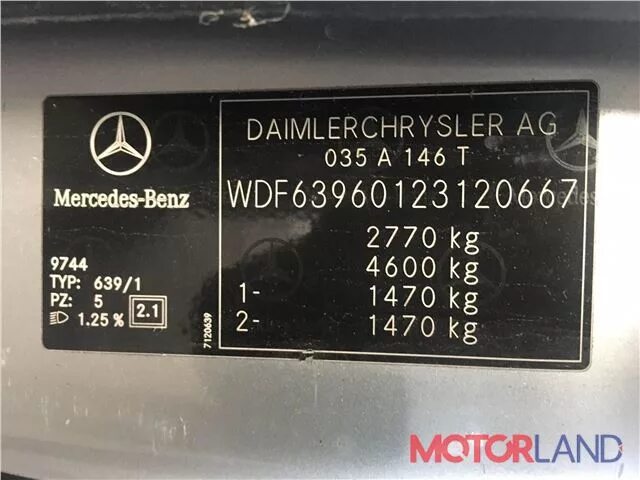 Mercedes-Benz
9744
TYP: 639/1
PZ: 5
1.25 % 2.1
7120639
DAIMLERCHRYSLER AG
035 A 146 T
WDF63960123120667
2770 kg
4600 kg
1- 1470 kg
2- 1470 kg
MOTORLAND